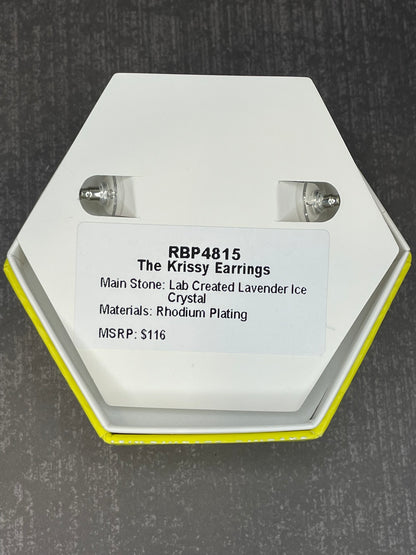 RBP4815
The Krissy Earrings
Main Stone: Lab Created Lavender Ice
Crystal
Materials: Rhodium Plating
MSRP: $116